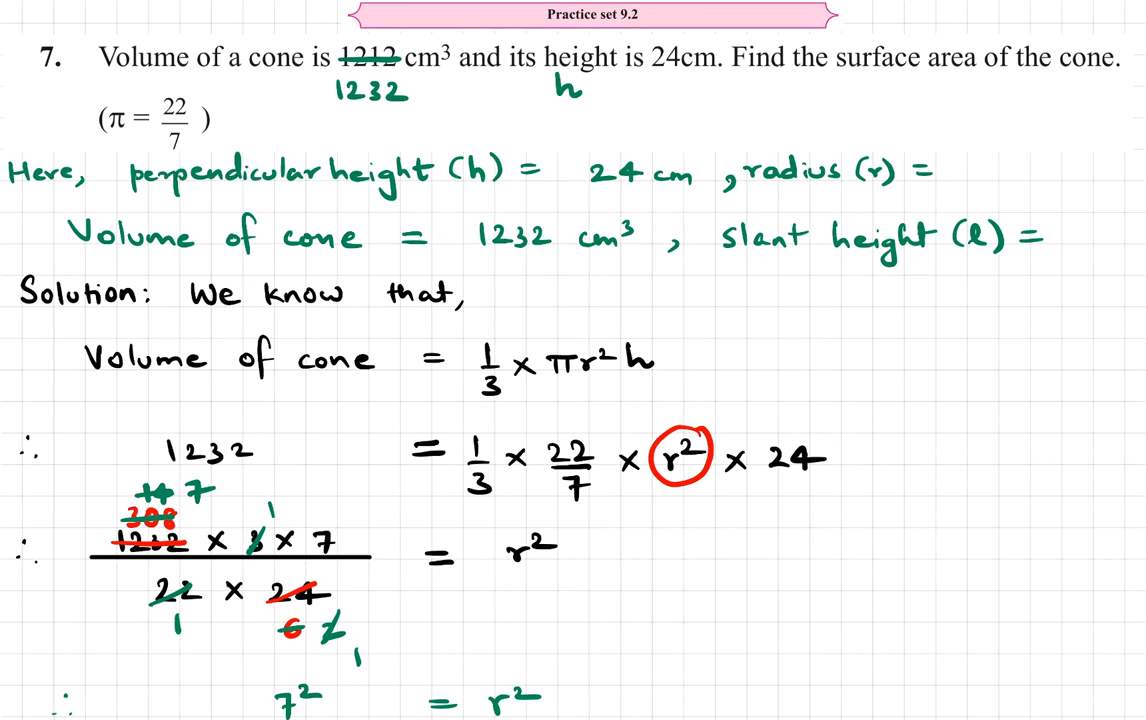 Practice set 9.2
7. Volume of a cone is 1212 cm³ and its height is 24cm. Find the surface area of the cone.
1232 h
(π = 22/7 )
Here, perpendicular height (h) = 24 cm , radius (r) =
Volume of cone = 1232 cm³ , slant height (l) =
Solution: We know that,
Volume of cone = 1/3 × πr² h
∴ 1232 = 1/3 × 22/7 × r² × 24
14 7
308 1
∴ 1232 × 3 × 7 = r²
22 × 24
1 6 2
1
∴ 7² = r²